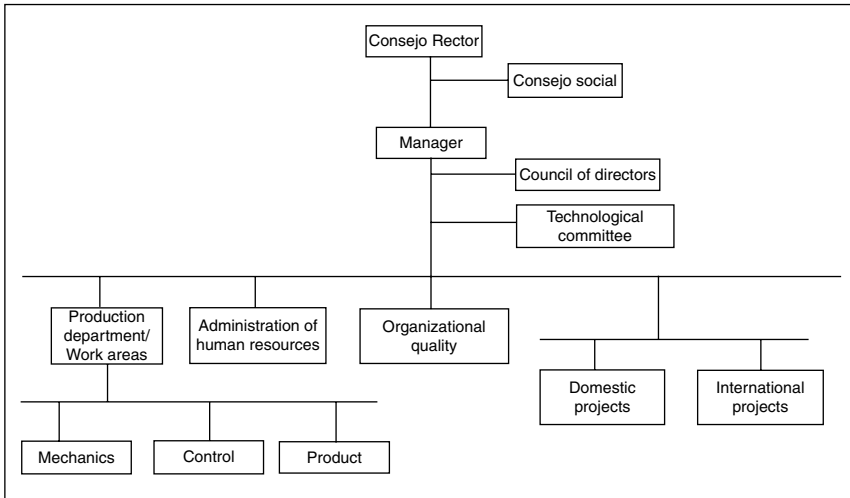 Consejo Rector
Consejo social
Manager
Council of directors
Technological
committee
Production
department/
Work areas
Administration of
human resources
Organizational
quality
Domestic
projects
International
projects
Mechanics
Control
Product